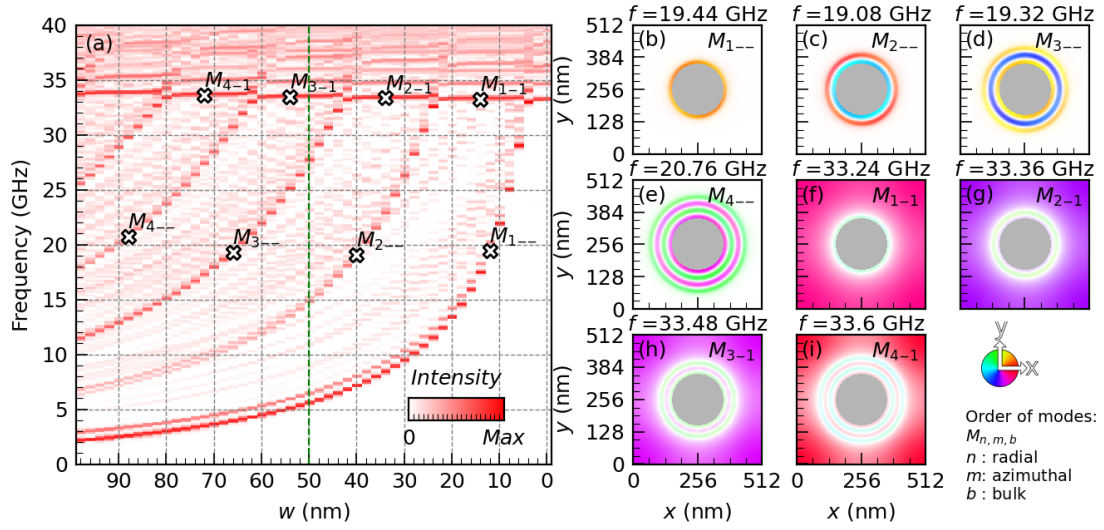 (a)
Frequency (GHz)
40
35
30
25
20
15
10
5
0
M4−1
M3−1
M2−1
M1−1
M4−−
M3−−
M2−−
M1−−
Intensity
0
Max
90 80 70 60 50 40 30 20 10 0
w (nm)
f =19.44 GHz
(b)
M1−−
f =19.08 GHz
(c)
M2−−
f =19.32 GHz
(d)
M3−−
y (nm)
512
384
256
128
0
f =20.76 GHz
(e)
M4−−
f =33.24 GHz
(f)
M1−1
f =33.36 GHz
(g)
M2−1
y (nm)
512
384
256
128
0
f =33.48 GHz
(h)
M3−1
f =33.6 GHz
(i)
M4−1
y (nm)
512
384
256
128
0
0 256 512
x (nm)
0 256 512
x (nm)
y
x
Order of modes:
Mn, m, b
n : radial
m: azimuthal
b : bulk